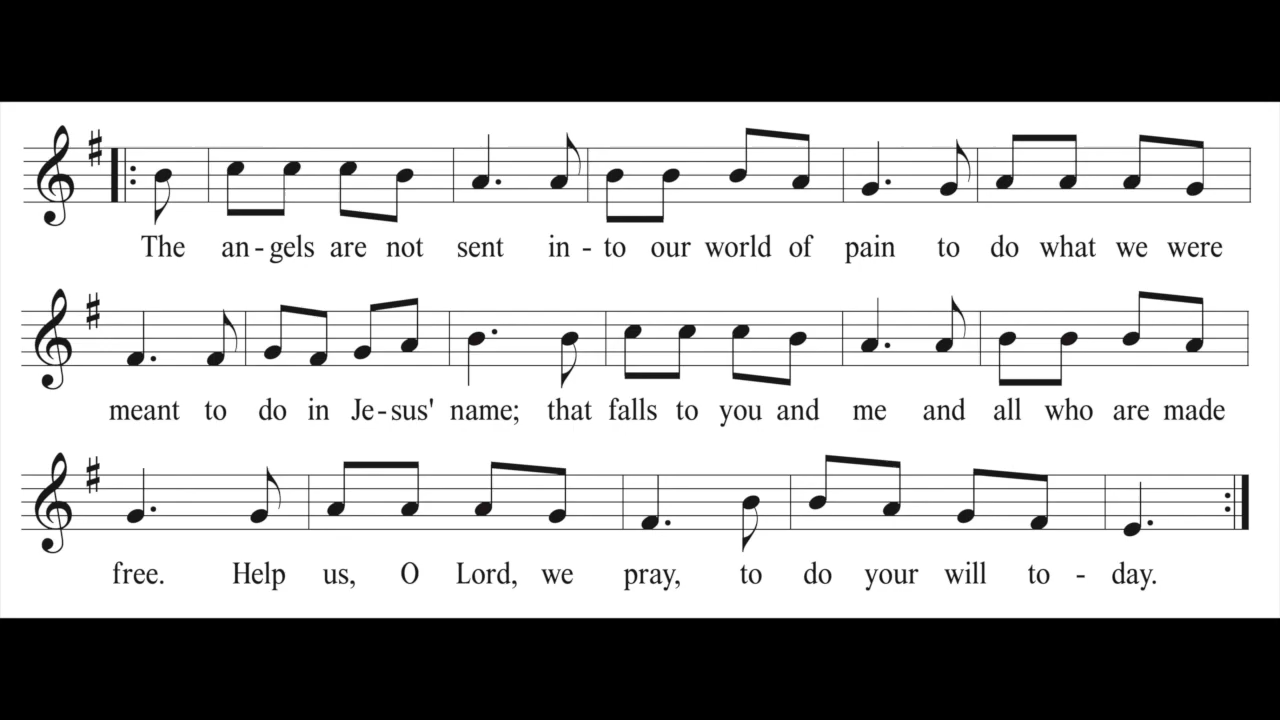 The an - gels are not sent in - to our world of pain to do what we were
meant to do in Je - sus' name; that falls to you and me and all who are made
free. Help us, O Lord, we pray, to do your will to - day.